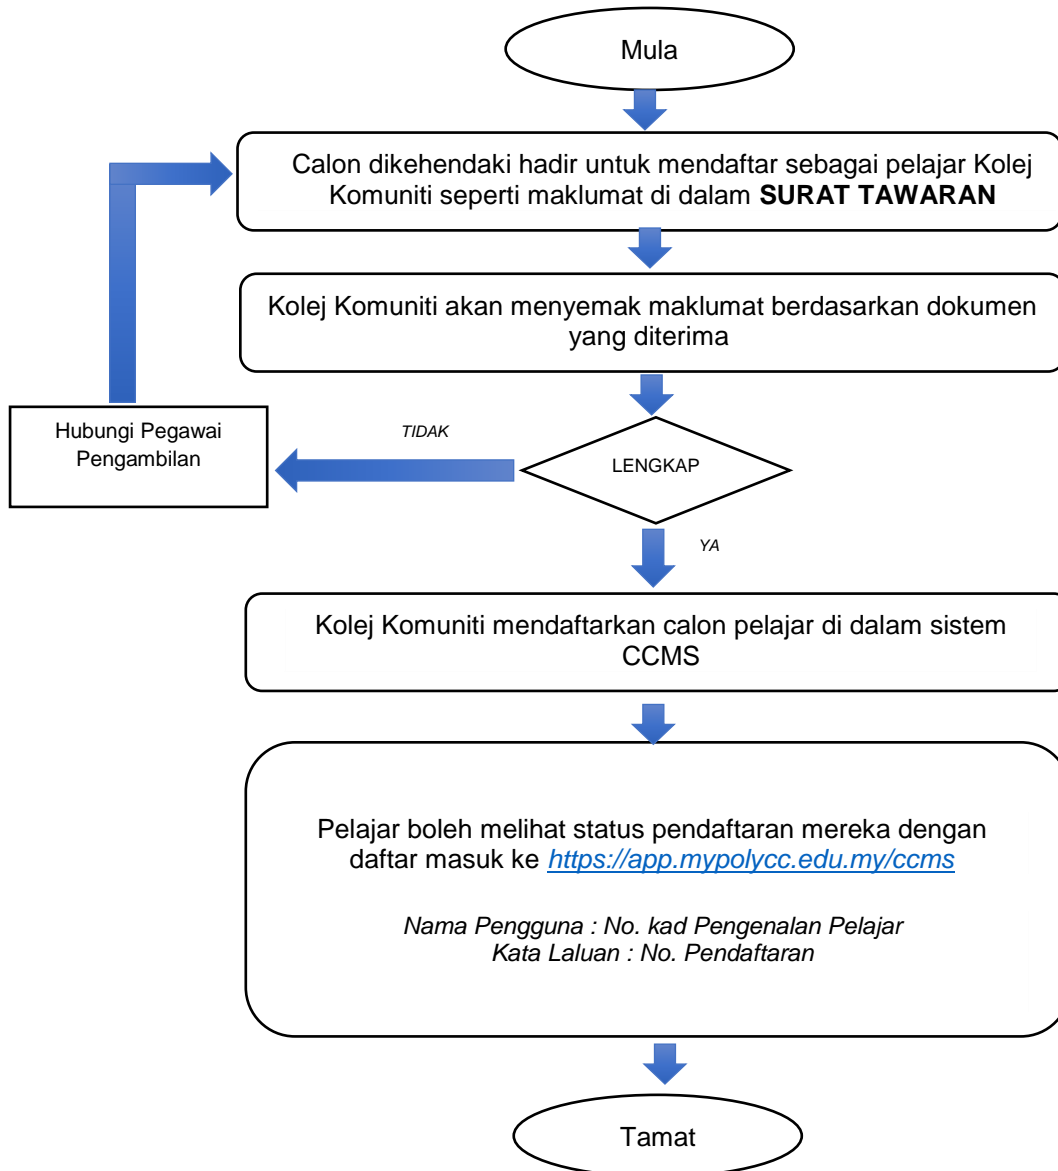 Mula
Calon dikehendaki hadir untuk mendaftar sebagai pelajar Kolej
Komuniti seperti maklumat di dalam SURAT TAWARAN
Kolej Komuniti akan menyemak maklumat berdasarkan dokumen
yang diterima
LENGKAP
TIDAK
Hubungi Pegawai
Pengambilan
YA
Kolej Komuniti mendaftarkan calon pelajar di dalam sistem
CCMS
Pelajar boleh melihat status pendaftaran mereka dengan
daftar masuk ke https://app.mypolycc.edu.my/ccms
Nama Pengguna : No. kad Pengenalan Pelajar
Kata Laluan : No. Pendaftaran
Tamat